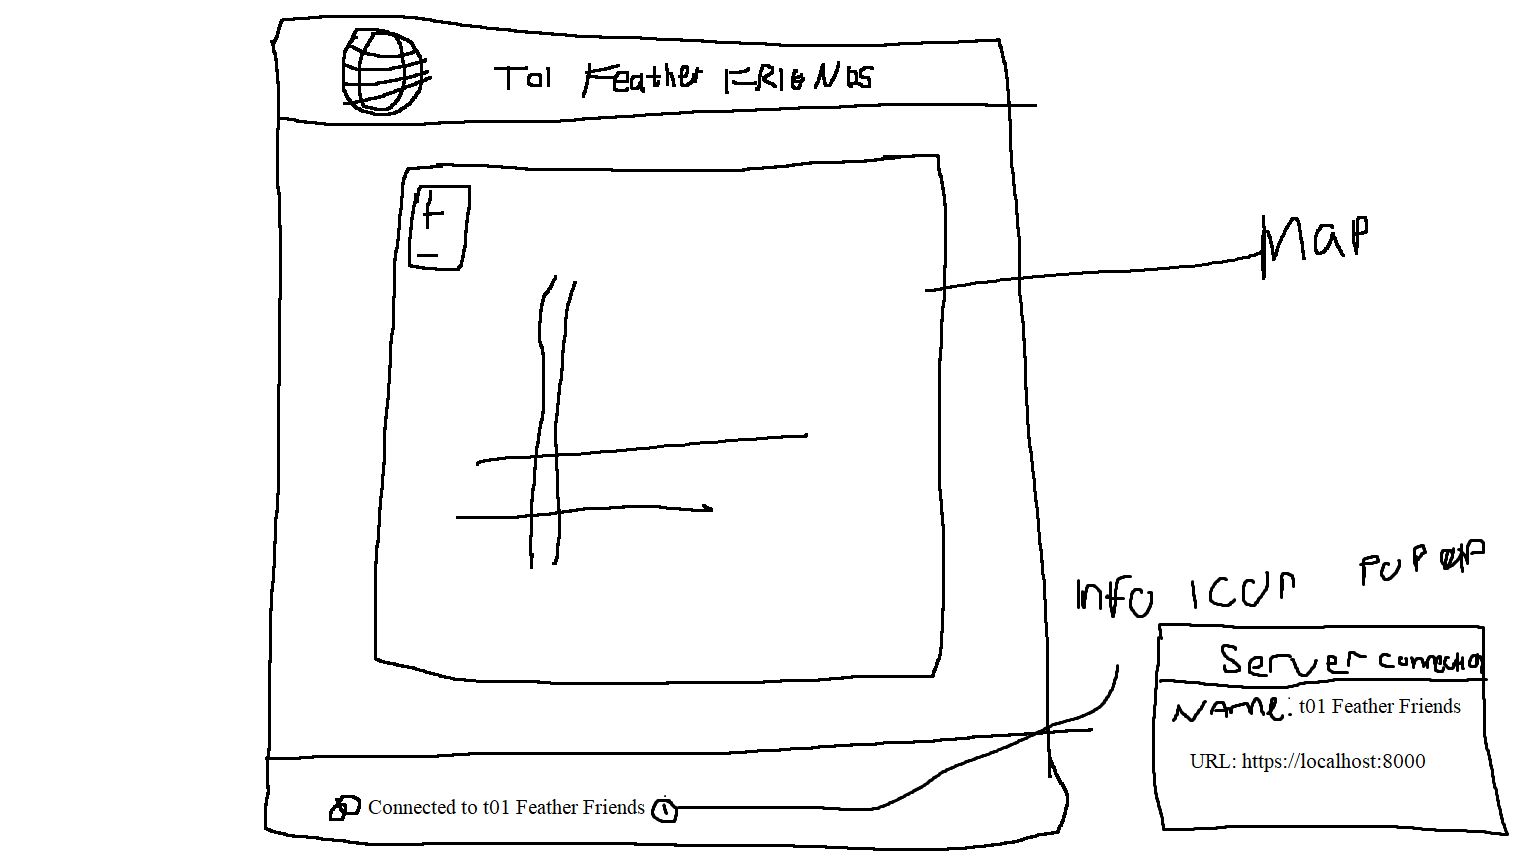 T01 Feather FRIENDS
+
-
MAP
Info ICON POP UP
Server connection
NAMe: t01 Feather Friends
URL: https://localhost:8000
Connected to t01 Feather Friends i